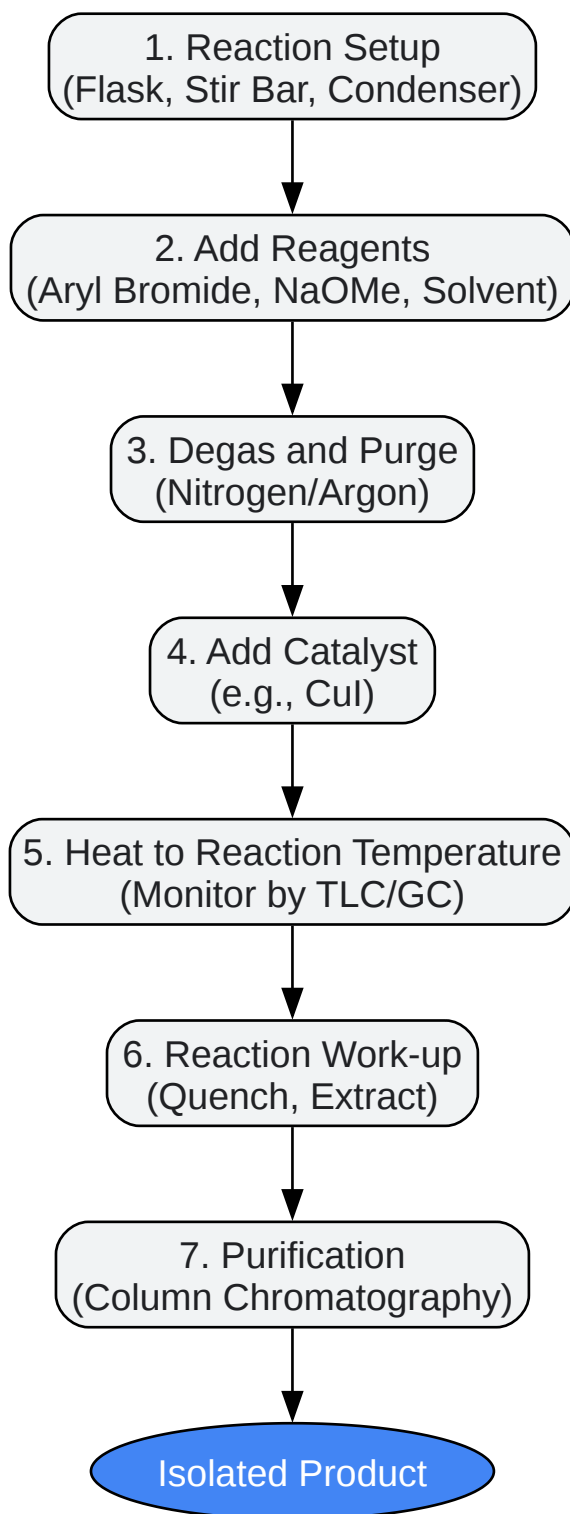 1. Reaction Setup
(Flask, Stir Bar, Condenser)
2. Add Reagents
(Aryl Bromide, NaOMe, Solvent)
3. Degas and Purge
(Nitrogen/Argon)
4. Add Catalyst
(e.g., CuI)
5. Heat to Reaction Temperature
(Monitor by TLC/GC)
6. Reaction Work-up
(Quench, Extract)
7. Purification
(Column Chromatography)
Isolated Product